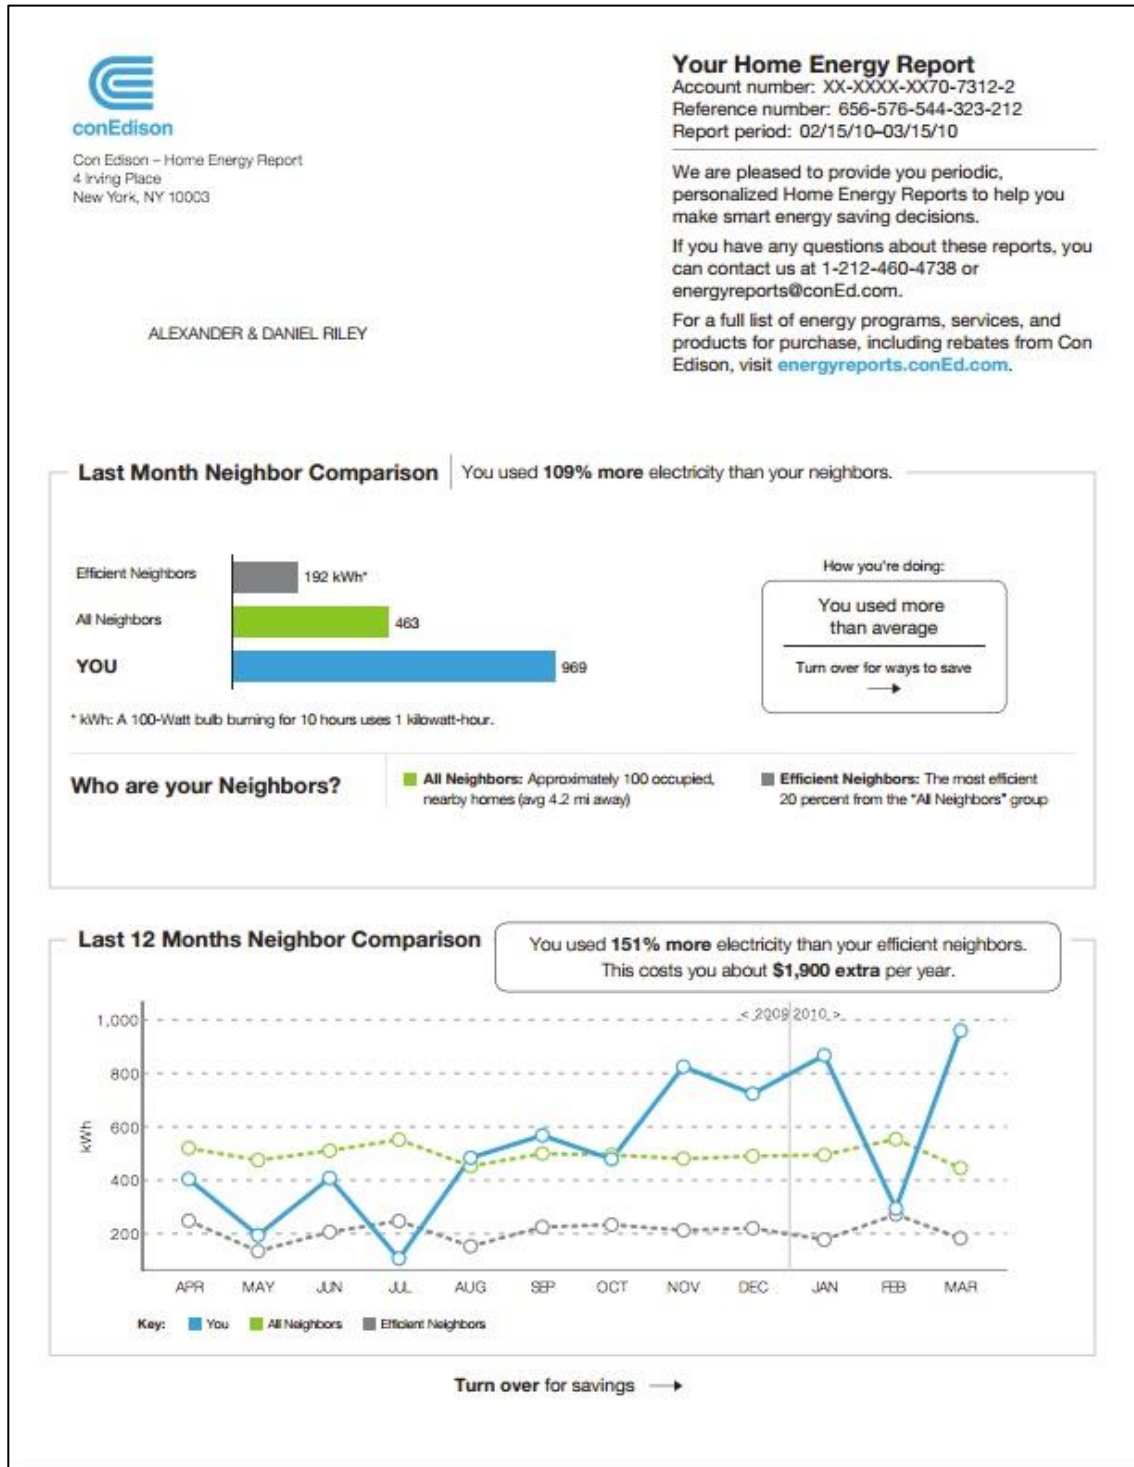 conEdison
Con Edison – Home Energy Report
4 Irving Place
New York, NY 10003
ALEXANDER & DANIEL RILEY
Your Home Energy Report
Account number: XX-XXXX-XX70-7312-2
Reference number: 656-576-544-323-212
Report period: 02/15/10–03/15/10
We are pleased to provide you periodic,
personalized Home Energy Reports to help you
make smart energy saving decisions.
If you have any questions about these reports, you
can contact us at 1-212-460-4738 or
energyreports@conEd.com.
For a full list of energy programs, services, and
products for purchase, including rebates from Con
Edison, visit energyreports.conEd.com.
Last Month Neighbor Comparison You used 109% more electricity than your neighbors.
Efficient Neighbors 192 kWh*
All Neighbors 463
YOU 969
* kWh: A 100-Watt bulb burning for 10 hours uses 1 kilowatt-hour.
How you're doing:
You used more
than average
Turn over for ways to save
Who are your Neighbors?
All Neighbors: Approximately 100 occupied,
nearby homes (avg 4.2 mi away)
Efficient Neighbors: The most efficient
20 percent from the "All Neighbors" group
Last 12 Months Neighbor Comparison
You used 151% more electricity than your efficient neighbors.
This costs you about $1,900 extra per year.
< 2009 2010 >
1,000
800
600
400
200
kWh
APR MAY JUN JUL AUG SEP OCT NOV DEC JAN FEB MAR
Key: You All Neighbors Efficient Neighbors
Turn over for savings